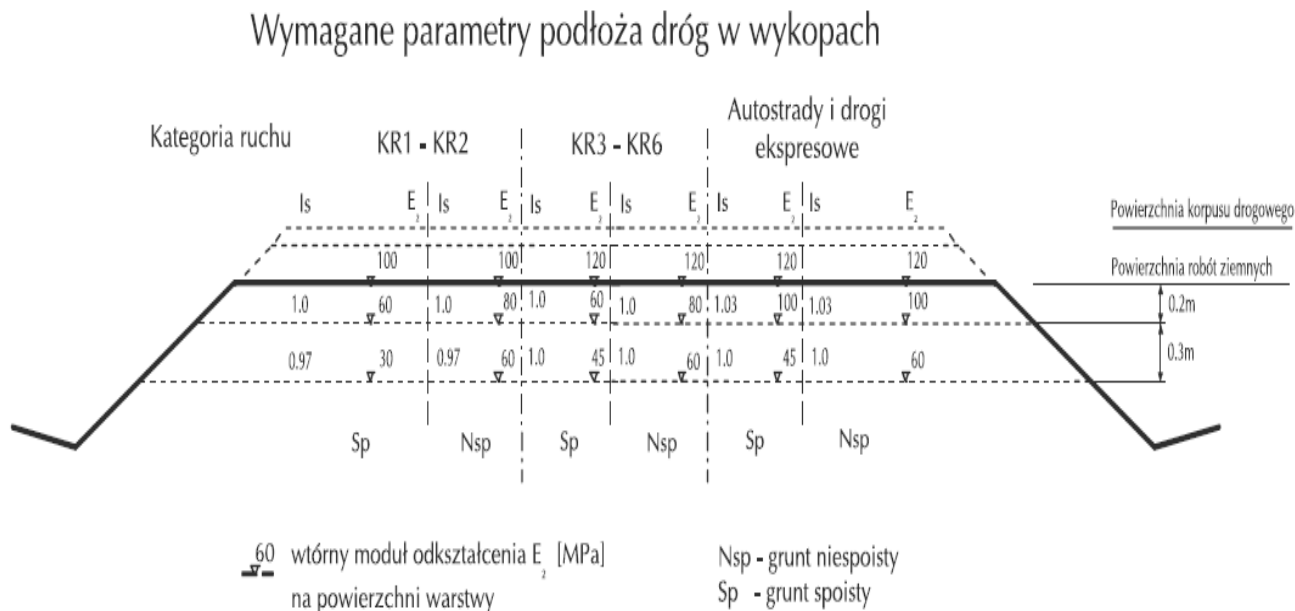 Wymagane parametry podłoża dróg w wykopach
Kategoria ruchu KR1 - KR2 KR3 - KR6 Autostrady i drogi
ekspresowe
Is E2 Is E2 Is E2 Is E2 Is E2 Is E2
Powierzchnia korpusu drogowego
100 100 120 120 120 120
Powierzchnia robót ziemnych
1.0 60 1.0 80 1.0 60 1.0 80 1.03 100 1.03 100 0.2m
0.97 30 0.97 60 1.0 45 1.0 60 1.0 45 1.0 60 0.3m
Sp Nsp Sp Nsp Sp Nsp
60 wtórny moduł odkształcenia E2 [MPa]
na powierzchni warstwy
Nsp - grunt niespoisty
Sp - grunt spoisty